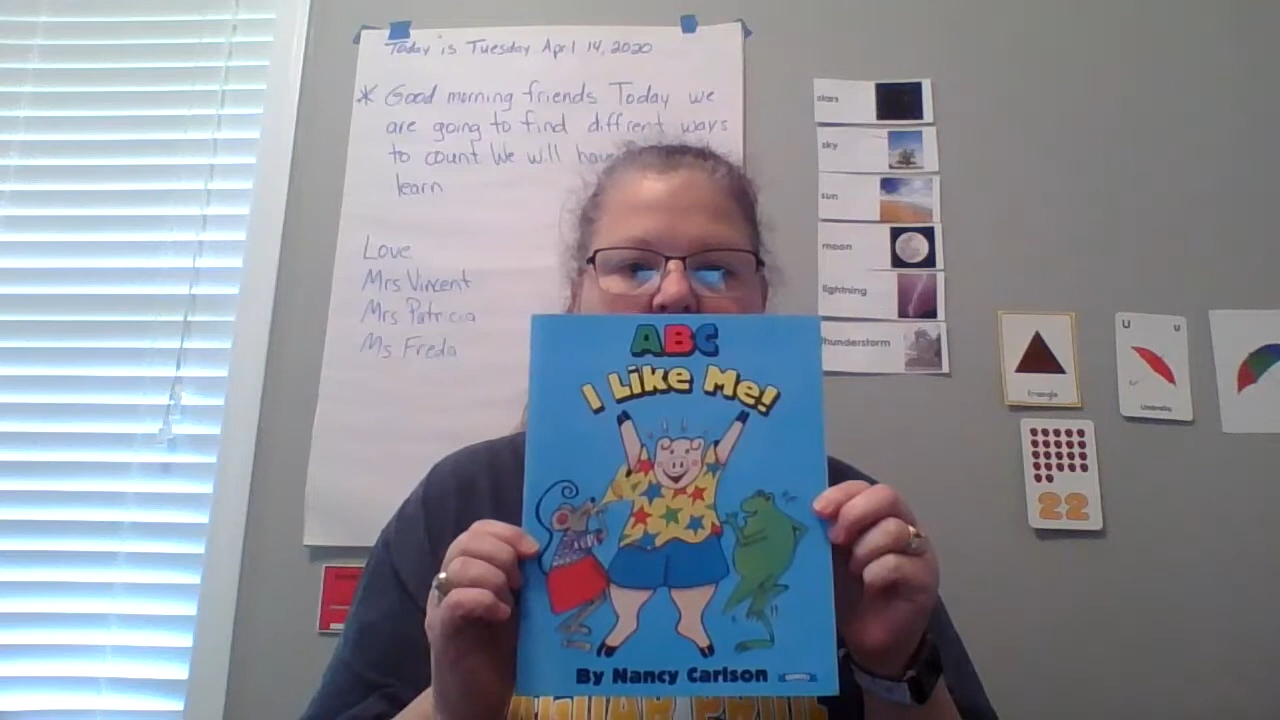 Today is Tuesday April 14, 2020
* Good morning friends Today we
are going to find diffrent ways
to count We will have
learn
Love
Mrs Vincent
Mrs Patricia
Ms Freda
stars
sky
sun
moon
lightning
thunderstorm
triangle
U u
Umbrella
22
ABC
I Like Me!
By Nancy Carlson